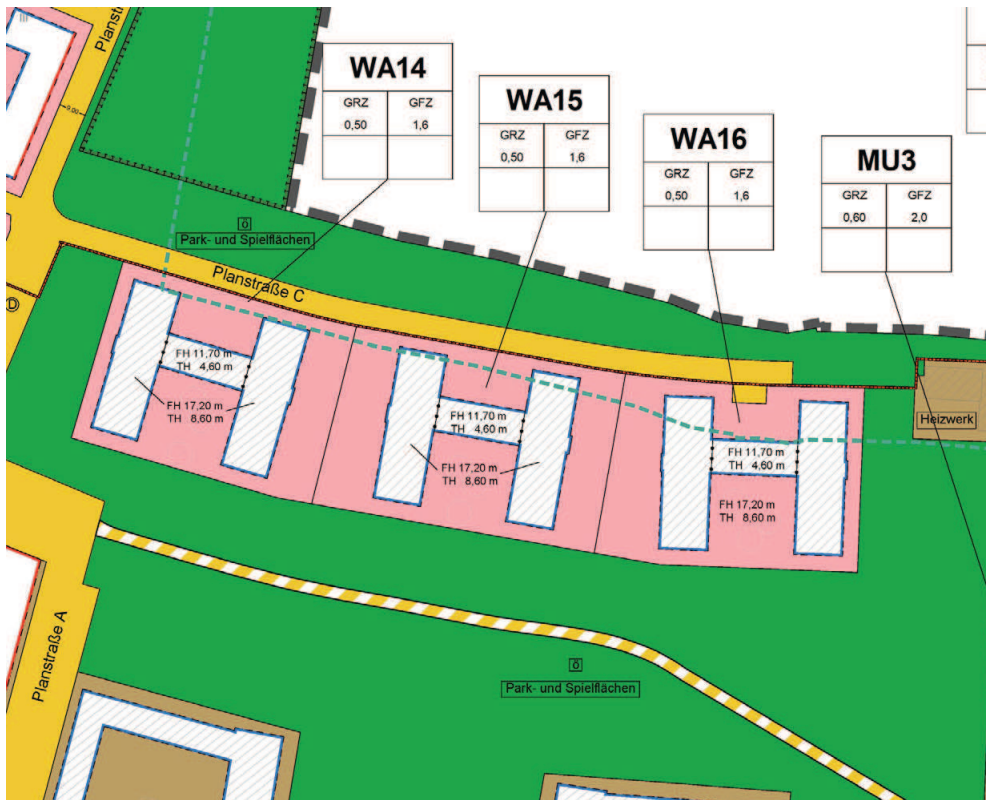 Planstr
9.00
WA14
GRZ GFZ
0,50 1,6
WA15
GRZ GFZ
0,50 1,6
WA16
GRZ GFZ
0,50 1,6
MU3
GRZ GFZ
0,60 2,0
Ö
Park- und Spielflächen
Planstraße C
D
FH 11,70 m
TH 4,60 m
FH 17,20 m
TH 8,60 m
FH 11,70 m
TH 4,60 m
FH 17,20 m
TH 8,60 m
FH 11,70 m
TH 4,60 m
FH 17,20 m
TH 8,60 m
Heizwerk
Planstraße A
Ö
Park- und Spielflächen